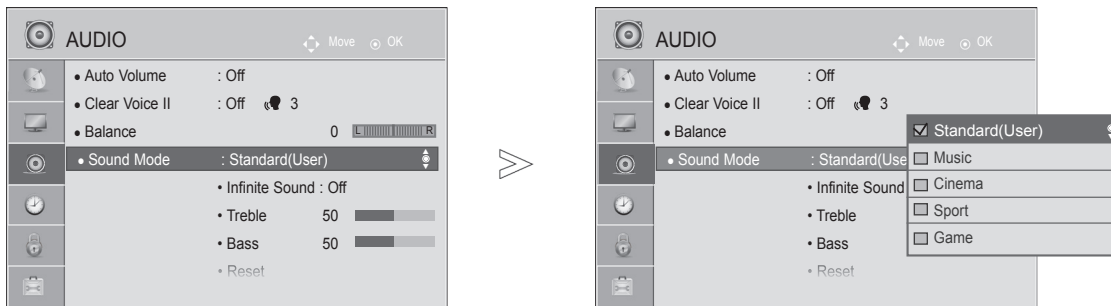 AUDIO
Move OK
• Auto Volume : Off
• Clear Voice II : Off 3
• Balance 0 L R
• Sound Mode : Standard(User)
• Infinite Sound : Off
• Treble 50
• Bass 50
• Reset
AUDIO
Move OK
• Auto Volume : Off
• Clear Voice II : Off 3
• Balance
• Sound Mode : Standard(Use
• Infinite Sound
• Treble
• Bass
• Reset
Standard(User)
Music
Cinema
Sport
Game